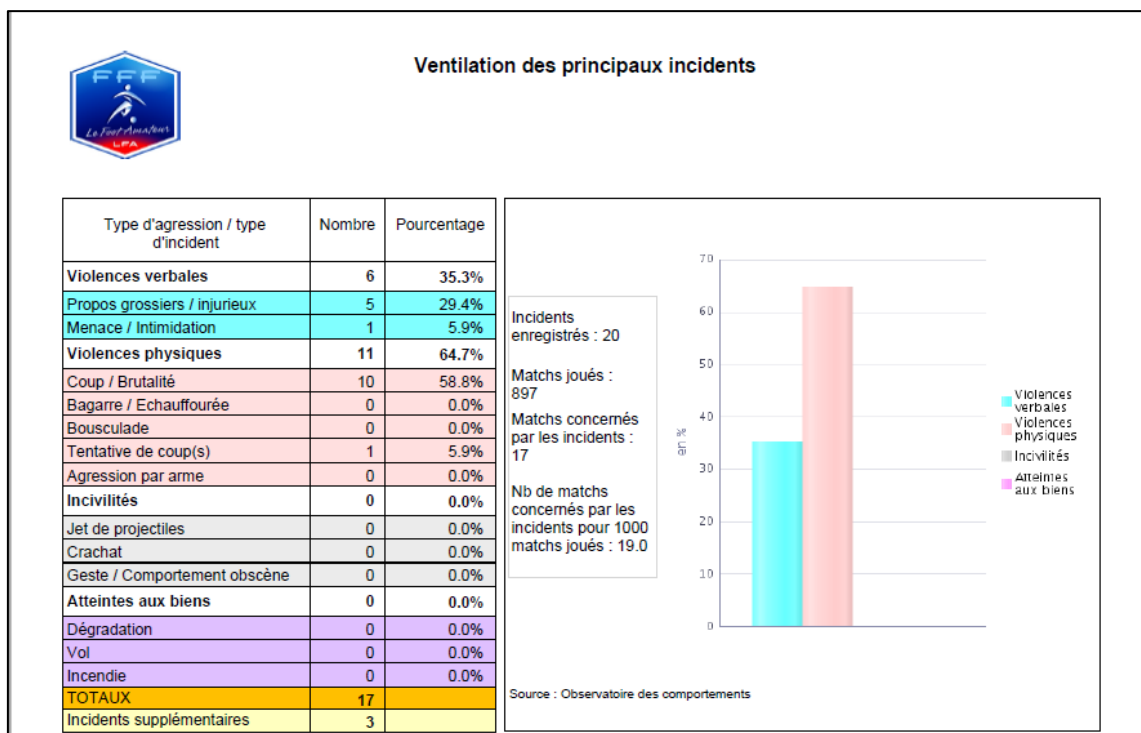 Ventilation des principaux incidents
FFF
Le Foot Amateur
LFA
Type d'agression / type
d'incident
Nombre
Pourcentage
Violences verbales 6 35.3%
Propos grossiers / injurieux 5 29.4%
Menace / Intimidation 1 5.9%
Violences physiques 11 64.7%
Coup / Brutalité 10 58.8%
Bagarre / Echauffourée 0 0.0%
Bousculade 0 0.0%
Tentative de coup(s) 1 5.9%
Agression par arme 0 0.0%
Incivilités 0 0.0%
Jet de projectiles 0 0.0%
Crachat 0 0.0%
Geste / Comportement obscène 0 0.0%
Atteintes aux biens 0 0.0%
Dégradation 0 0.0%
Vol 0 0.0%
Incendie 0 0.0%
TOTAUX 17
Incidents supplémentaires 3
Incidents
enregistrés : 20
Matchs joués :
897
Matchs concernés
par les incidents :
17
Nb de matchs
concernés par les
incidents pour 1000
matchs joués : 19.0
en %
70
60
50
40
30
20
10
0
Violences
verbales
Violences
physiques
Incivilités
Atteintes
aux biens
Source : Observatoire des comportements